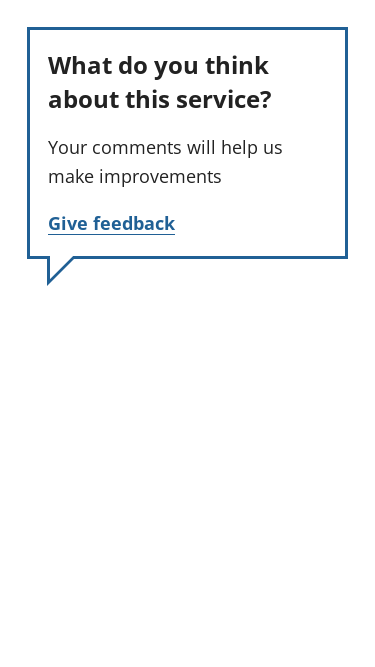 What do you think
about this service?
Your comments will help us
make improvements
Give feedback